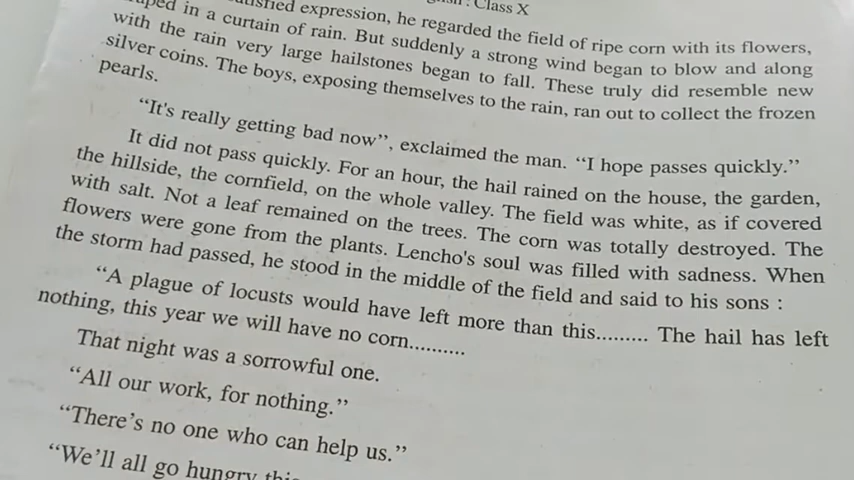 : Class X
expression, he regarded the field of ripe corn with its flowers,
in a curtain of rain. But suddenly a strong wind began to blow and along
with the rain very large hailstones began to fall. These truly did resemble new
silver coins. The boys, exposing themselves to the rain, ran out to collect the frozen
pearls.
“It's really getting bad now”, exclaimed the man. “I hope passes quickly.”
It did not pass quickly. For an hour, the hail rained on the house, the garden,
the hillside, the cornfield, on the whole valley. The field was white, as if covered
with salt. Not a leaf remained on the trees. The corn was totally destroyed. The
flowers were gone from the plants. Lencho's soul was filled with sadness. When
the storm had passed, he stood in the middle of the field and said to his sons :
“A plague of locusts would have left more than this......... The hail has left
nothing, this year we will have no corn..........
That night was a sorrowful one.
“All our work, for nothing.”
“There’s no one who can help us.”
“We’ll all go hungry